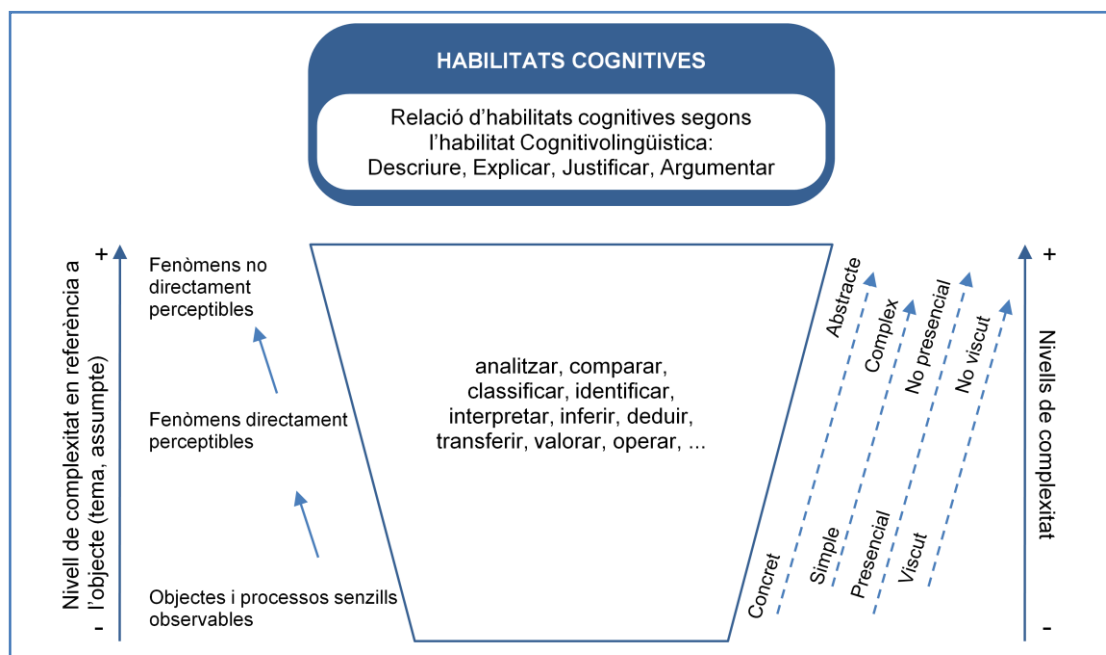 HABILITATS COGNITIVES
Relació d’habilitats cognitives segons
l’habilitat Cognitivolingüistica:
Descriure, Explicar, Justificar, Argumentar
Nivell de complexitat en referència a
l’objecte (tema, assumpte)
+
-
Fenòmens no
directament
perceptibles
Fenòmens directament
perceptibles
Objectes i processos senzills
observables
analitzar, comparar,
classificar, identificar,
interpretar, inferir, deduir,
transferir, valorar, operar, ...
Abstracte
Complex
No presencial
No viscut
Concret
Simple
Presencial
Viscut
+
Nivells de complexitat
-